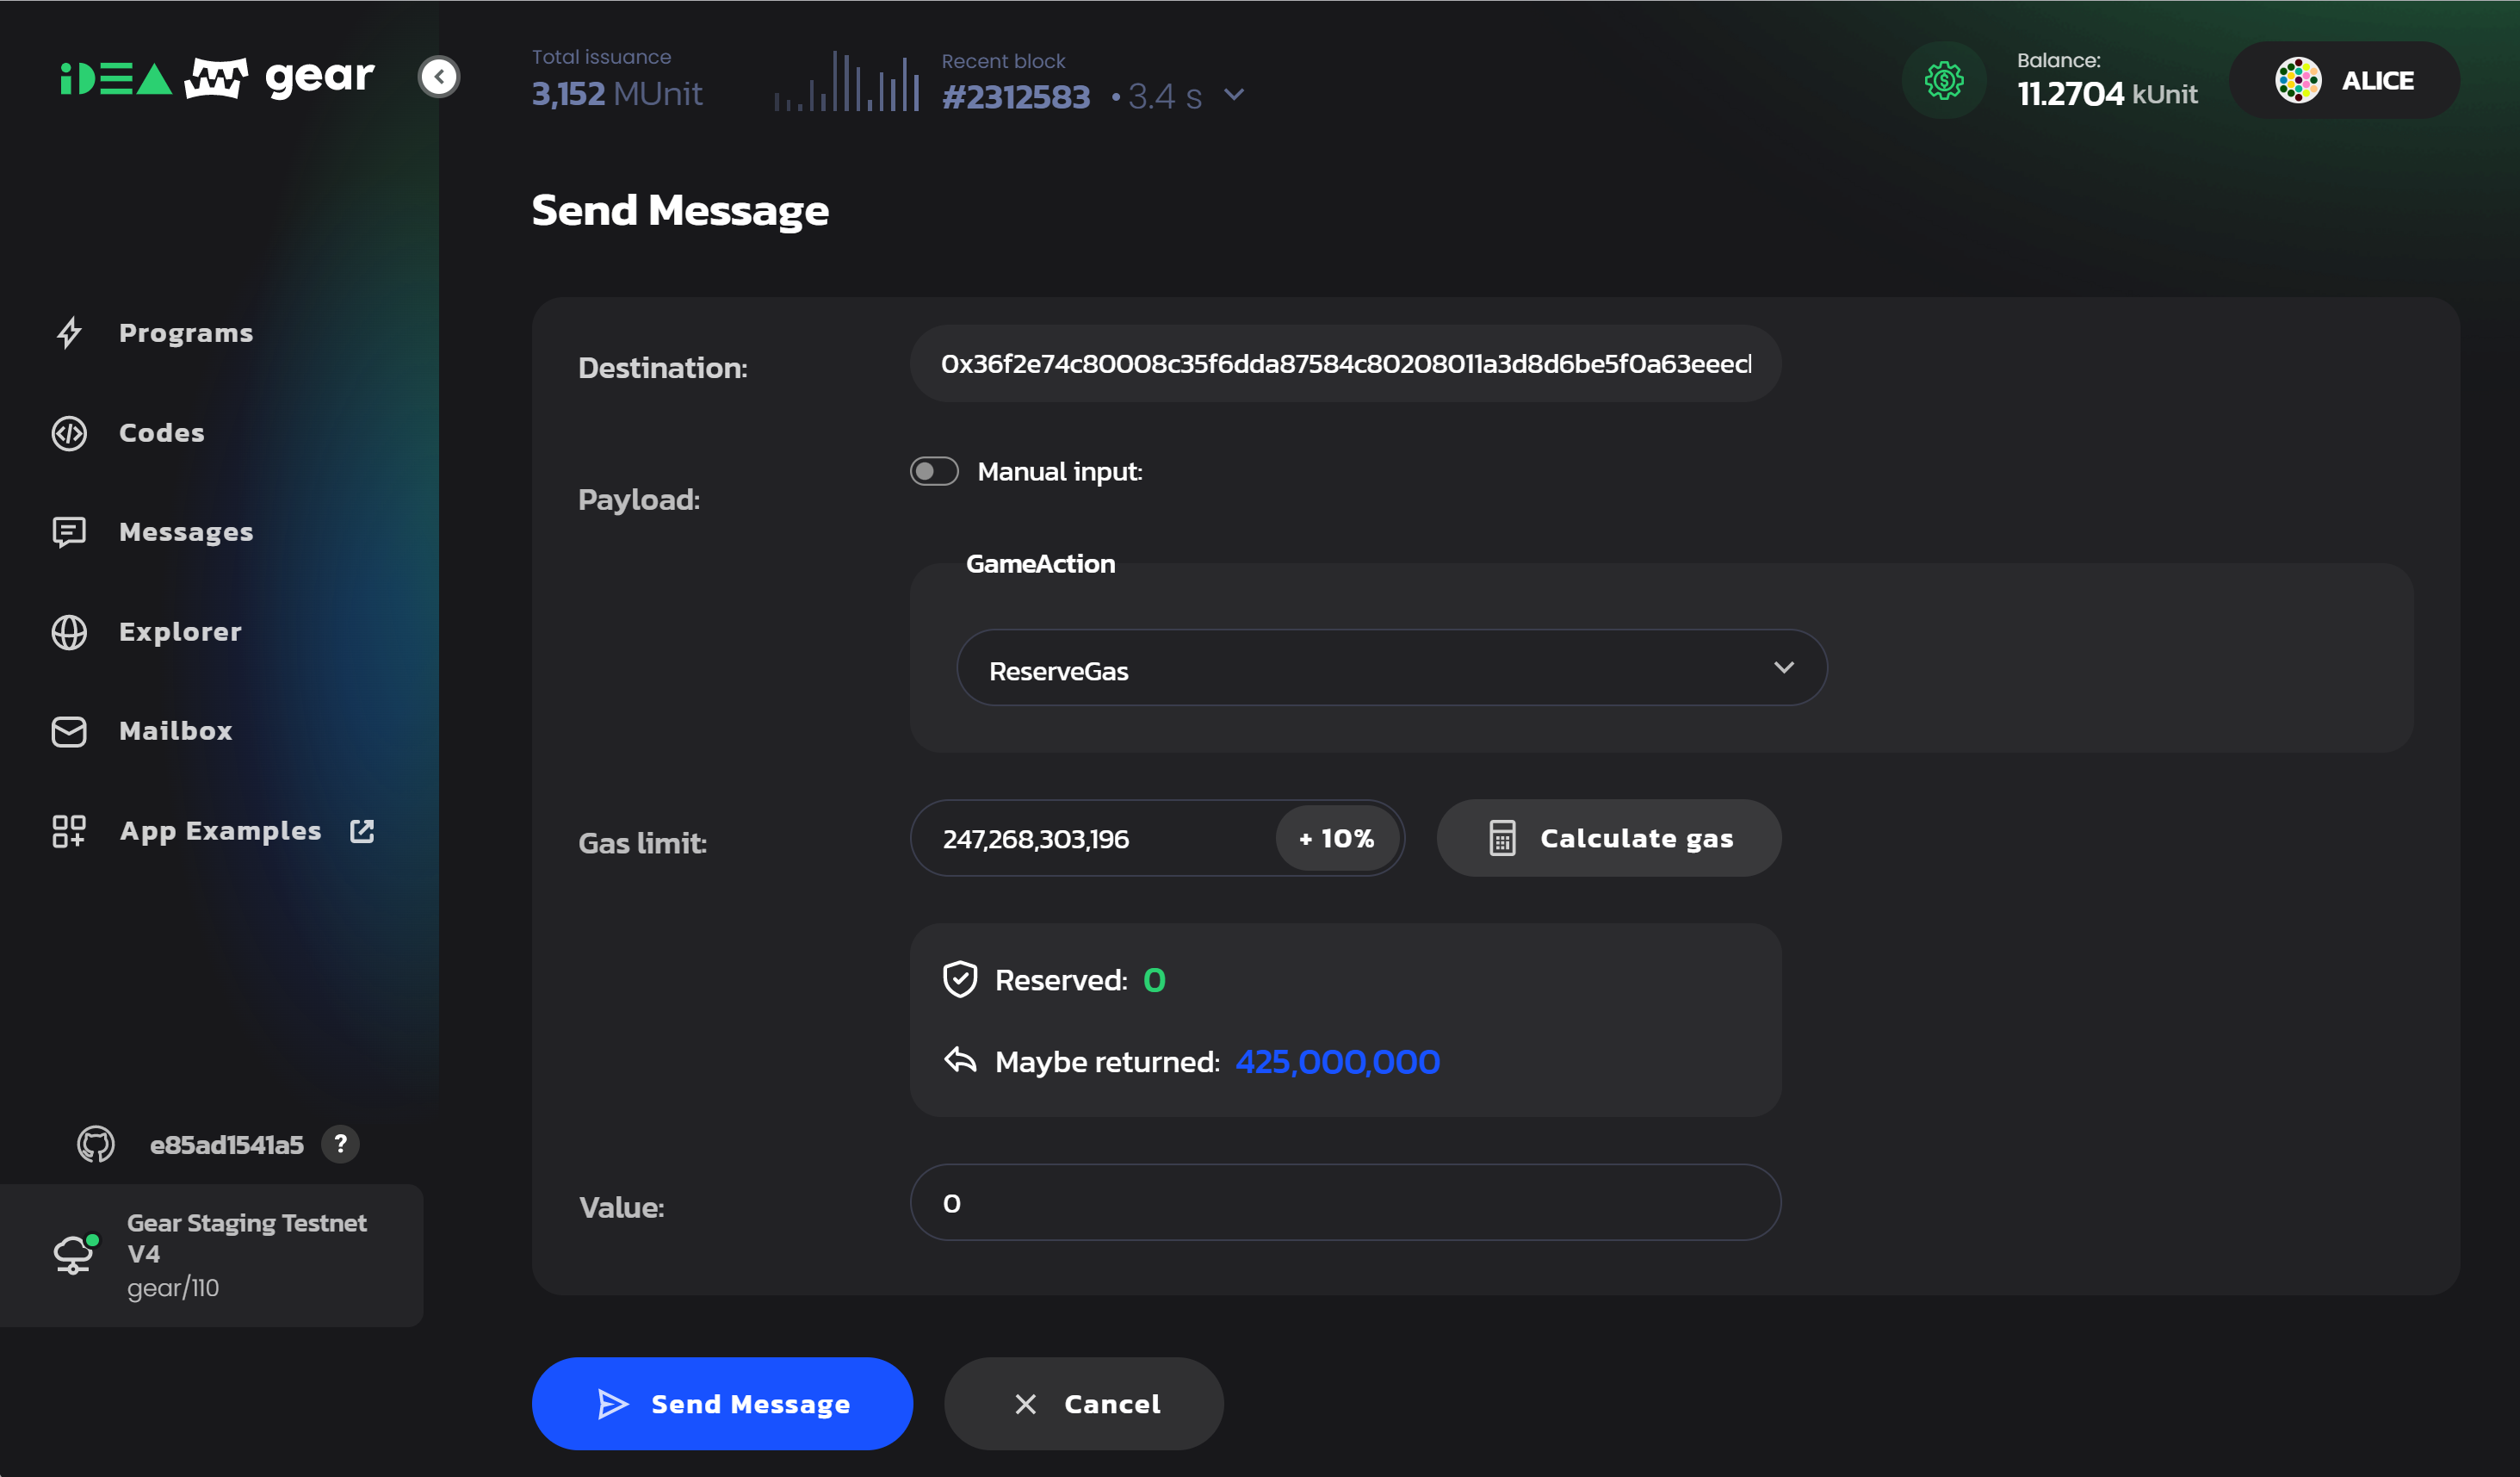 iDEA gear
Total issuance
3,152 MUnit
Recent block
#2312583 • 3.4 s
Balance:
11.2704 kUnit
ALICE
Send Message
Programs
Codes
Messages
Explorer
Mailbox
App Examples
e85ad1541a5 ?
Gear Staging Testnet
V4
gear/110
Destination:
0x36f2e74c80008c35f6dda87584c80208011a3d8d6be5f0a63eeec
Payload:
Manual input:
GameAction
ReserveGas
Gas limit:
247,268,303,196
+ 10%
Calculate gas
Reserved: 0
Maybe returned: 425,000,000
Value:
0
Send Message
Cancel